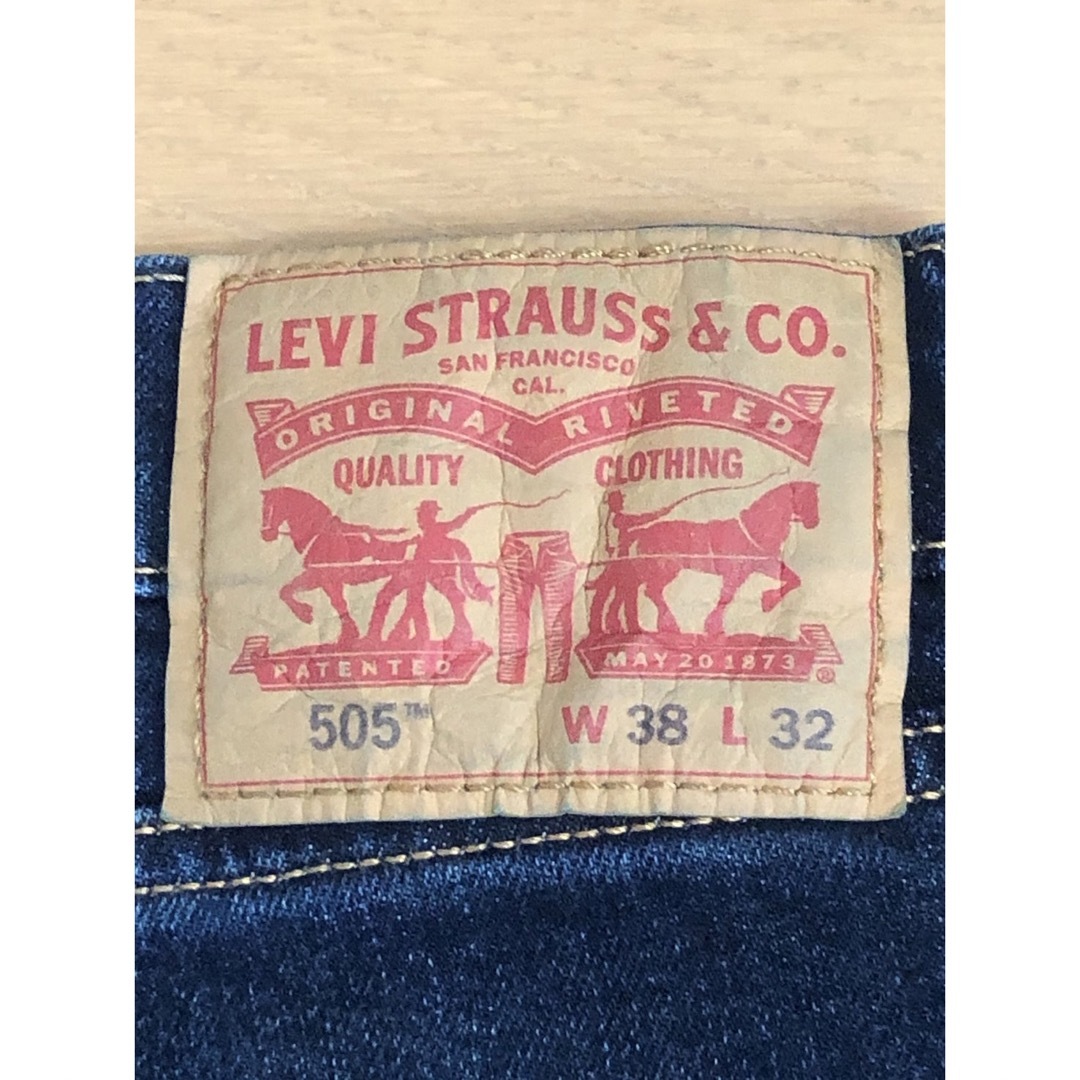 LEVI STRAUSS & CO.
SAN FRANCISCO
CAL.
ORIGINAL RIVETED
QUALITY CLOTHING
PATENTED MAY 20 1873 ®
505™ W 38 L 32